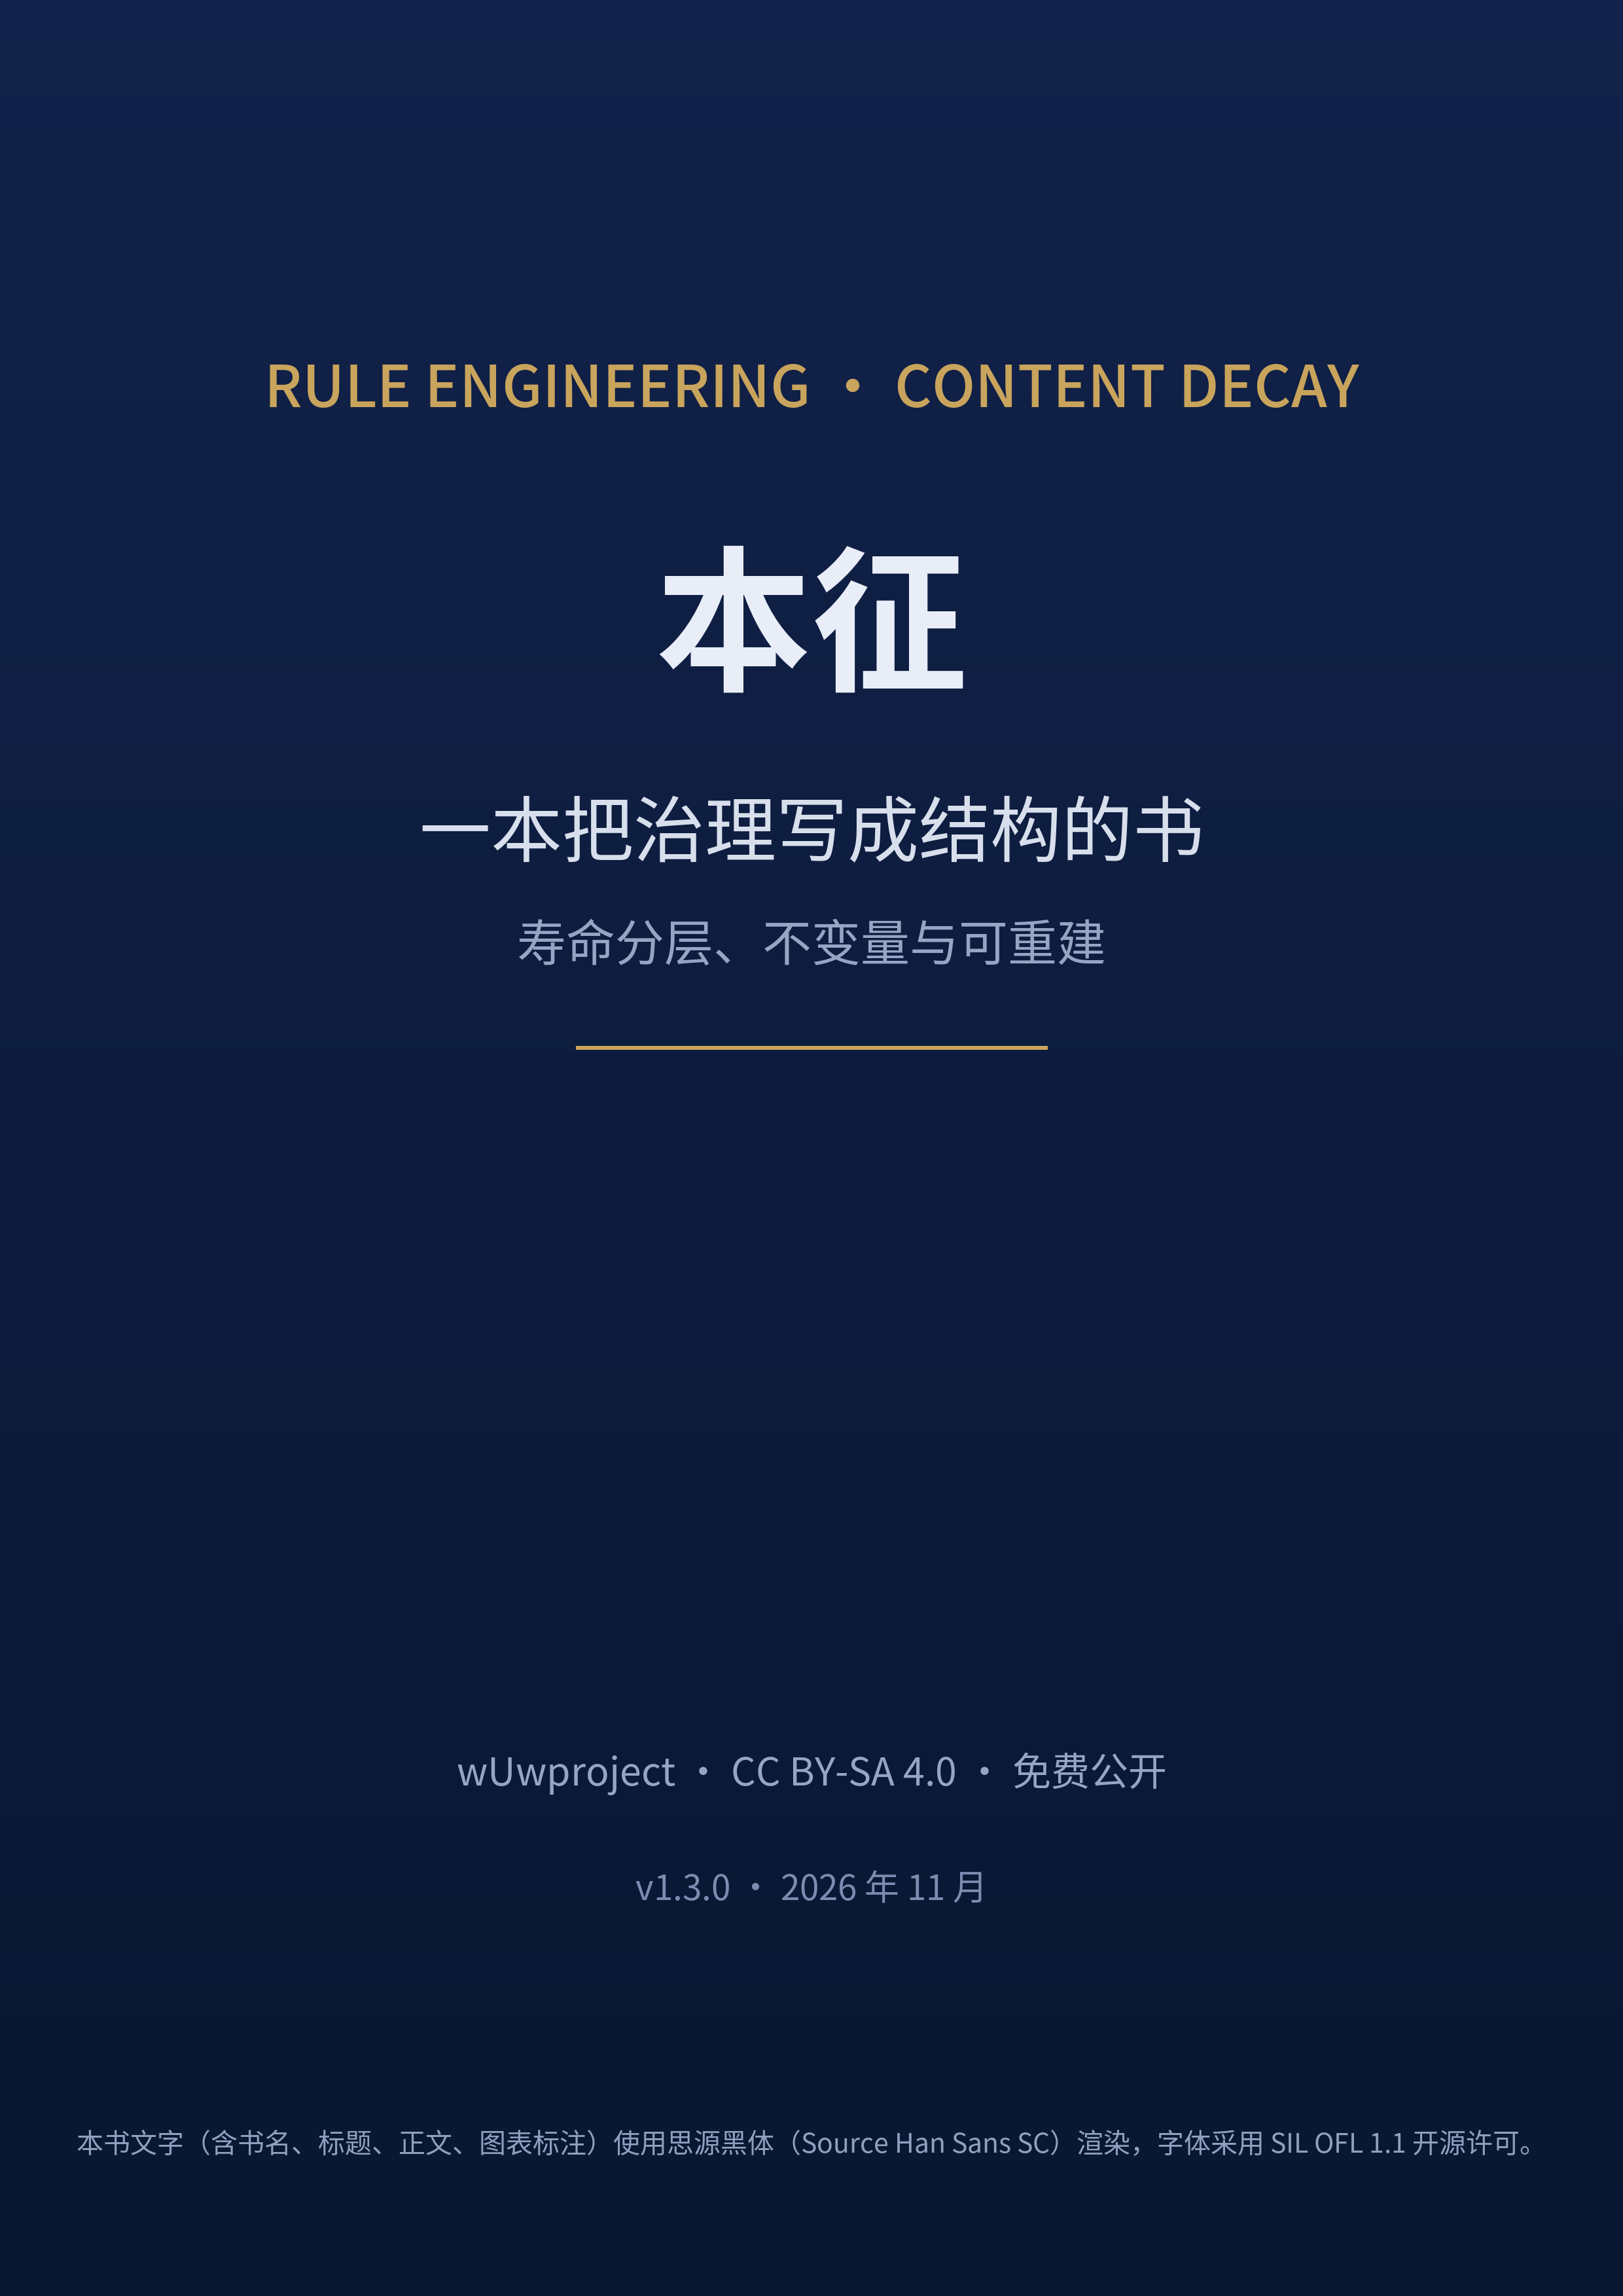 RULE ENGINEERING · CONTENT DECAY
本征
一本把治理写成结构的书
寿命分层、不变量与可重建
wUwproject · CC BY-SA 4.0 · 免费公开
v1.3.0 · 2026 年 11 月
本书文字（含书名、标题、正文、图表标注）使用思源黑体（Source Han Sans SC）渲染，字体采用 SIL OFL 1.1 开源许可。